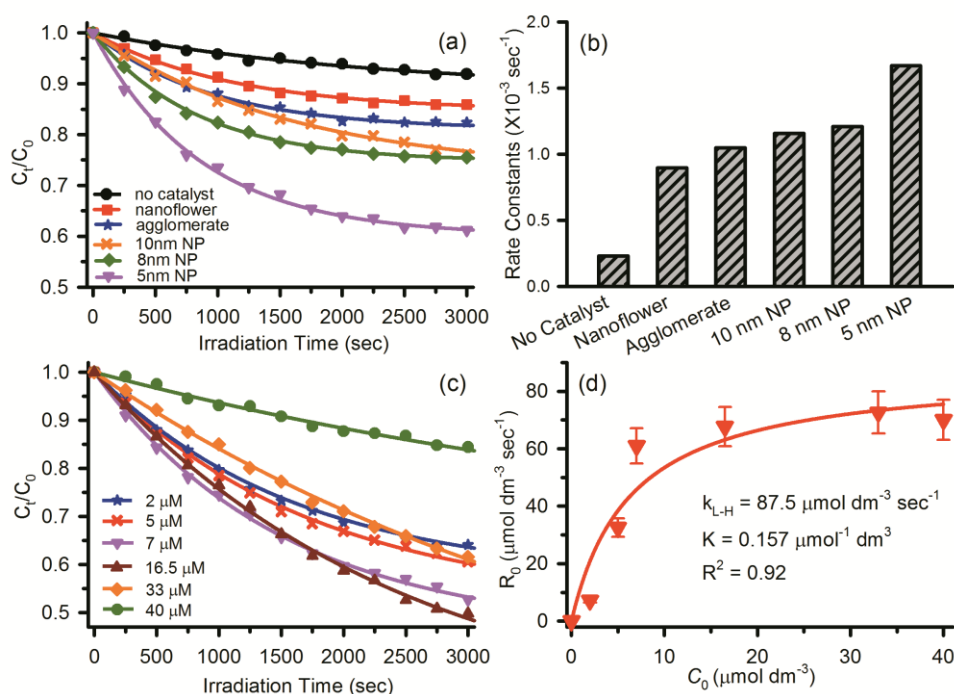 (a)
C_t/C_0
1.0
0.9
0.8
0.7
0.6
0.5
no catalyst
nanoflower
agglomerate
10nm NP
8nm NP
5nm NP
0 500 1000 1500 2000 2500 3000
Irradiation Time (sec)
(b)
Rate Constants (X10⁻³ sec⁻¹)
2.0
1.5
1.0
0.5
0.0
No Catalyst
Nanoflower
Agglomerate
10 nm NP
8 nm NP
5 nm NP
(c)
C_t/C_0
1.0
0.9
0.8
0.7
0.6
0.5
2 μM
5 μM
7 μM
16.5 μM
33 μM
40 μM
0 500 1000 1500 2000 2500 3000
Irradiation Time (sec)
(d)
R₀ (μmol dm⁻³ sec⁻¹)
80
60
40
20
0
k_L-H = 87.5 μmol dm⁻³ sec⁻¹
K = 0.157 μmol⁻¹ dm³
R² = 0.92
0 10 20 30 40
C₀ (μmol dm⁻³)